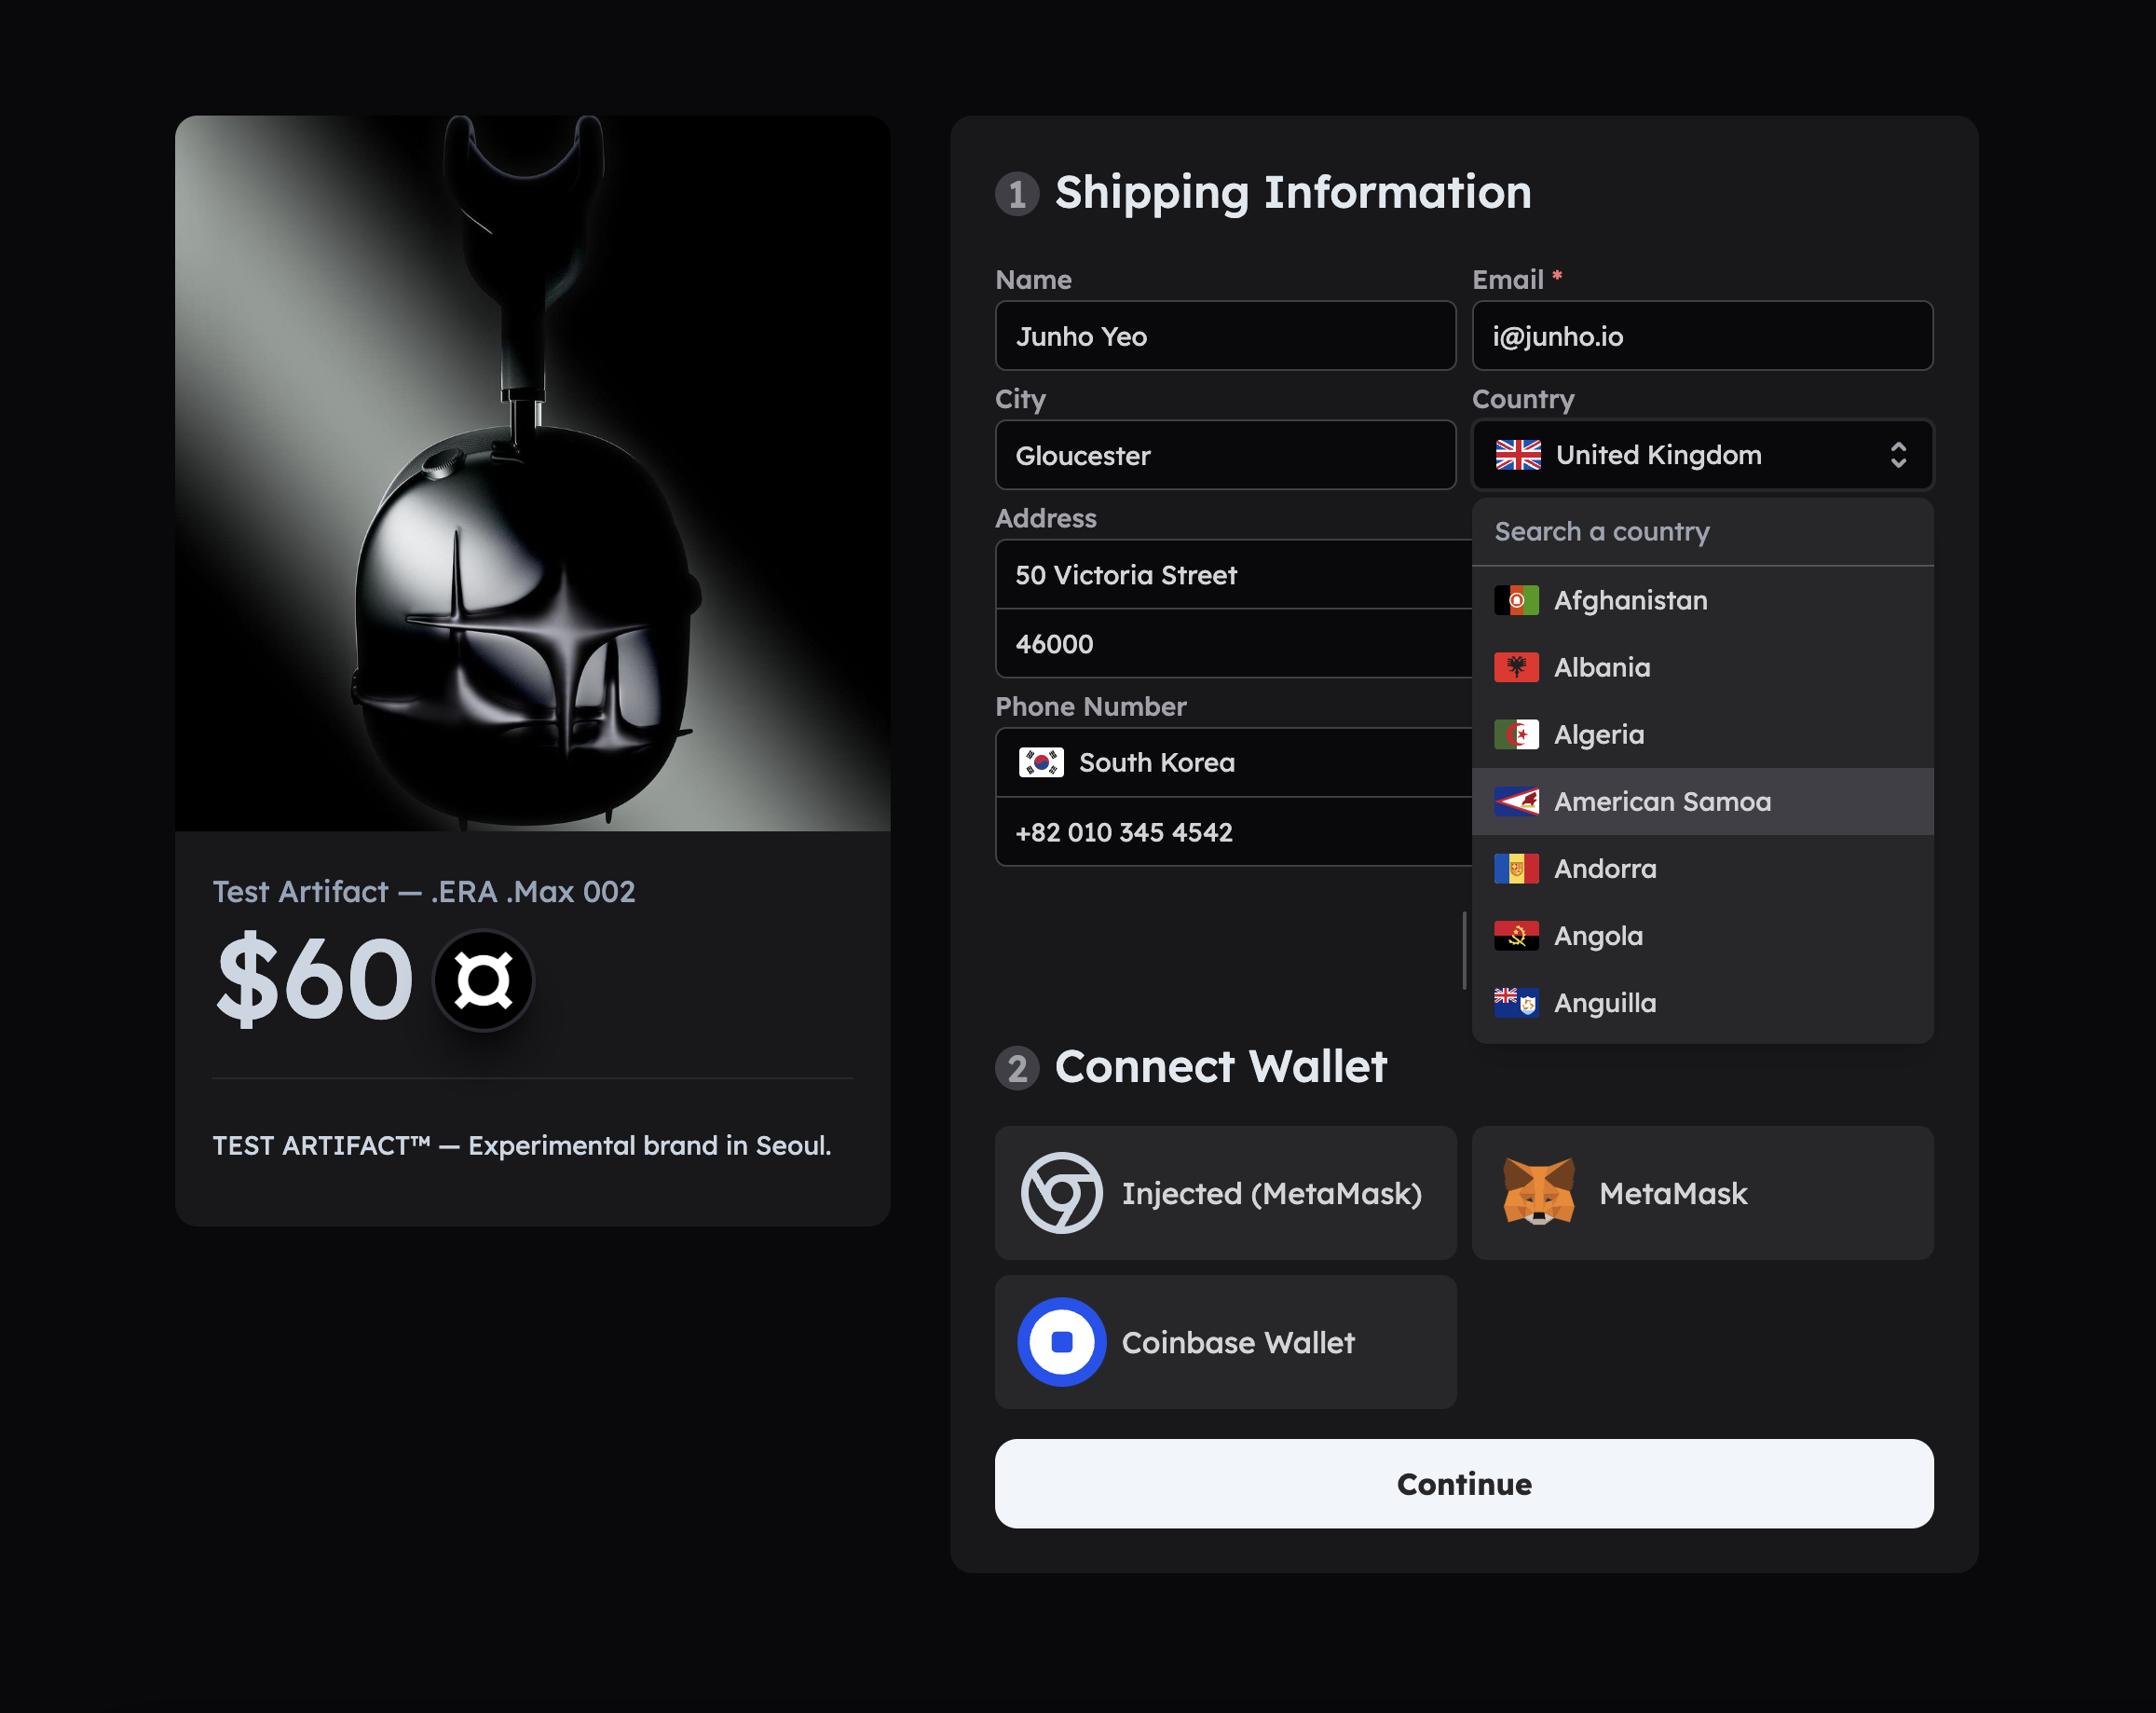 Test Artifact — .ERA .Max 002
$60
TEST ARTIFACT™ — Experimental brand in Seoul.
1 Shipping Information
Name
Junho Yeo
Email *
i@junho.io
City
Gloucester
Country
United Kingdom
Search a country
Afghanistan
Albania
Algeria
American Samoa
Andorra
Angola
Anguilla
Address
50 Victoria Street
46000
Phone Number
South Korea
+82 010 345 4542
2 Connect Wallet
Injected (MetaMask)
MetaMask
Coinbase Wallet
Continue